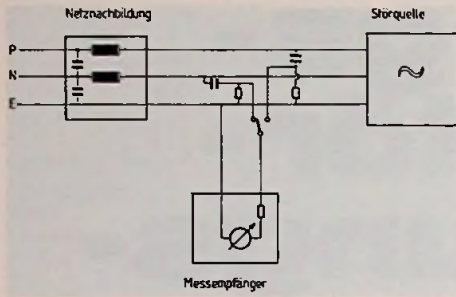 Netznachbildung
Störquelle
P
N
E
Messempfänger